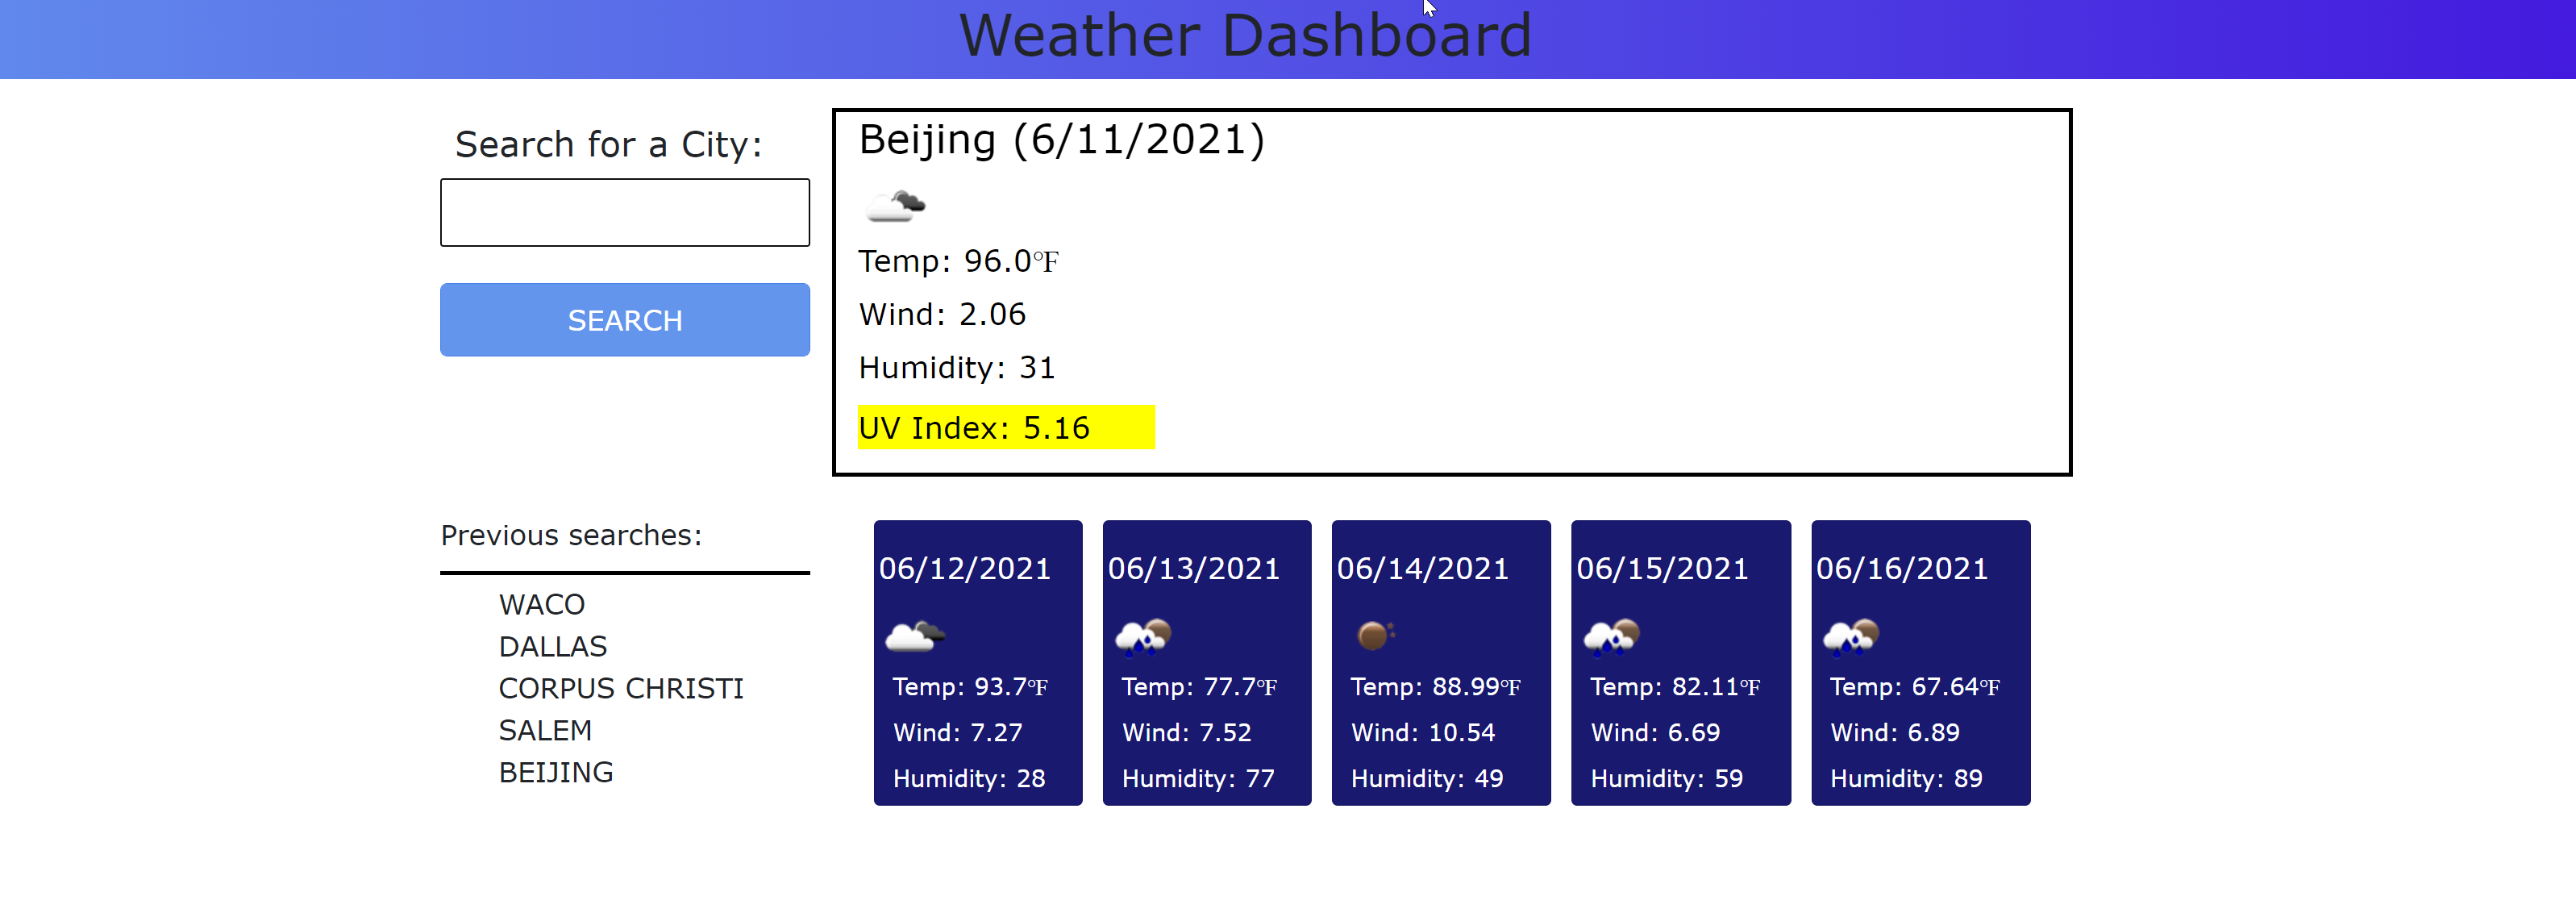 Weather Dashboard
Search for a City:
SEARCH
Previous searches:
WACO
DALLAS
CORPUS CHRISTI
SALEM
BEIJING
Beijing (6/11/2021)
Temp: 96.0℉
Wind: 2.06
Humidity: 31
UV Index: 5.16
06/12/2021
Temp: 93.7℉
Wind: 7.27
Humidity: 28
06/13/2021
Temp: 77.7℉
Wind: 7.52
Humidity: 77
06/14/2021
Temp: 88.99℉
Wind: 10.54
Humidity: 49
06/15/2021
Temp: 82.11℉
Wind: 6.69
Humidity: 59
06/16/2021
Temp: 67.64℉
Wind: 6.89
Humidity: 89